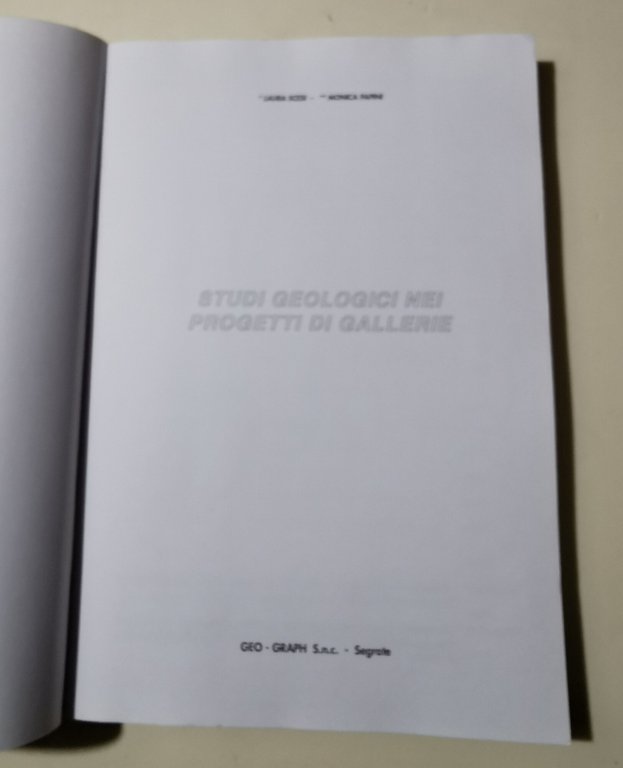 * LAURA SCESI - ** MONICA PAPINI
STUDI GEOLOGICI NEI
PROGETTI DI GALLERIE
GEO - GRAPH S.n.c. - Segrate